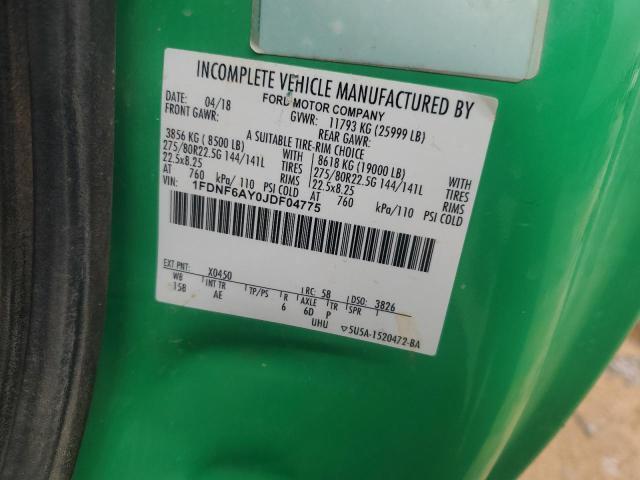 INCOMPLETE VEHICLE MANUFACTURED BY
FORD MOTOR COMPANY
DATE: 04/18 GVWR: 11793 KG (25999 LB)
FRONT GAWR: REAR GAWR:
A SUITABLE TIRE-RIM CHOICE
3856 KG ( 8500 LB) WITH 8618 KG (19000 LB) WITH
275/80R22.5G 144/141L TIRES 275/80R22.5G 144/141L TIRES
22.5x8.25 RIMS 22.5x8.25 RIMS
AT 760 kPa/110 PSI COLD AT 760 kPa/110 PSI COLD
VIN: 1FDNF6AY0JDF04775
EXT PNT: X0450 RC: 58 DSO: 3826
WB INT TR TP/PS R AXLE TR SPR
158 AE 6 6D P UHU
5U5A-1520472-BA